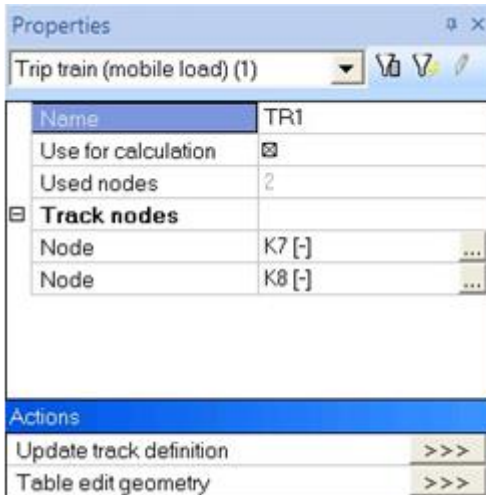 Properties
Trip train (mobile load) (1)
Name TR1
Use for calculation
Used nodes 2
Track nodes
Node K7 [-] ...
Node K8 [-] ...
Actions
Update track definition >>>
Table edit geometry >>>